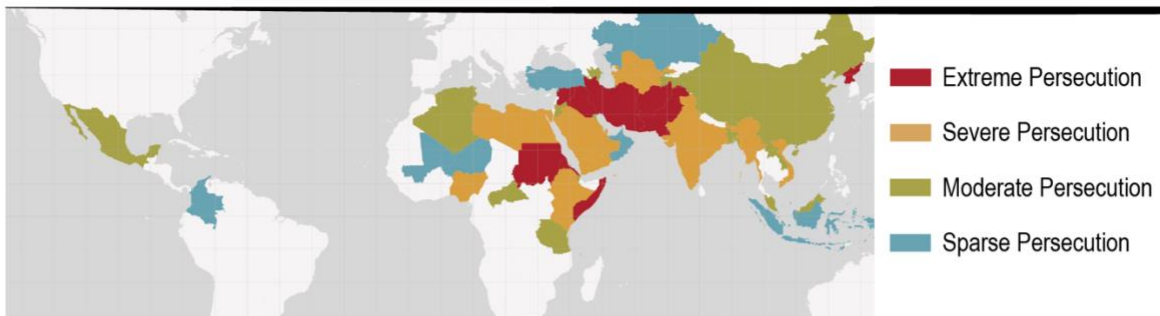 Extreme Persecution
Severe Persecution
Moderate Persecution
Sparse Persecution